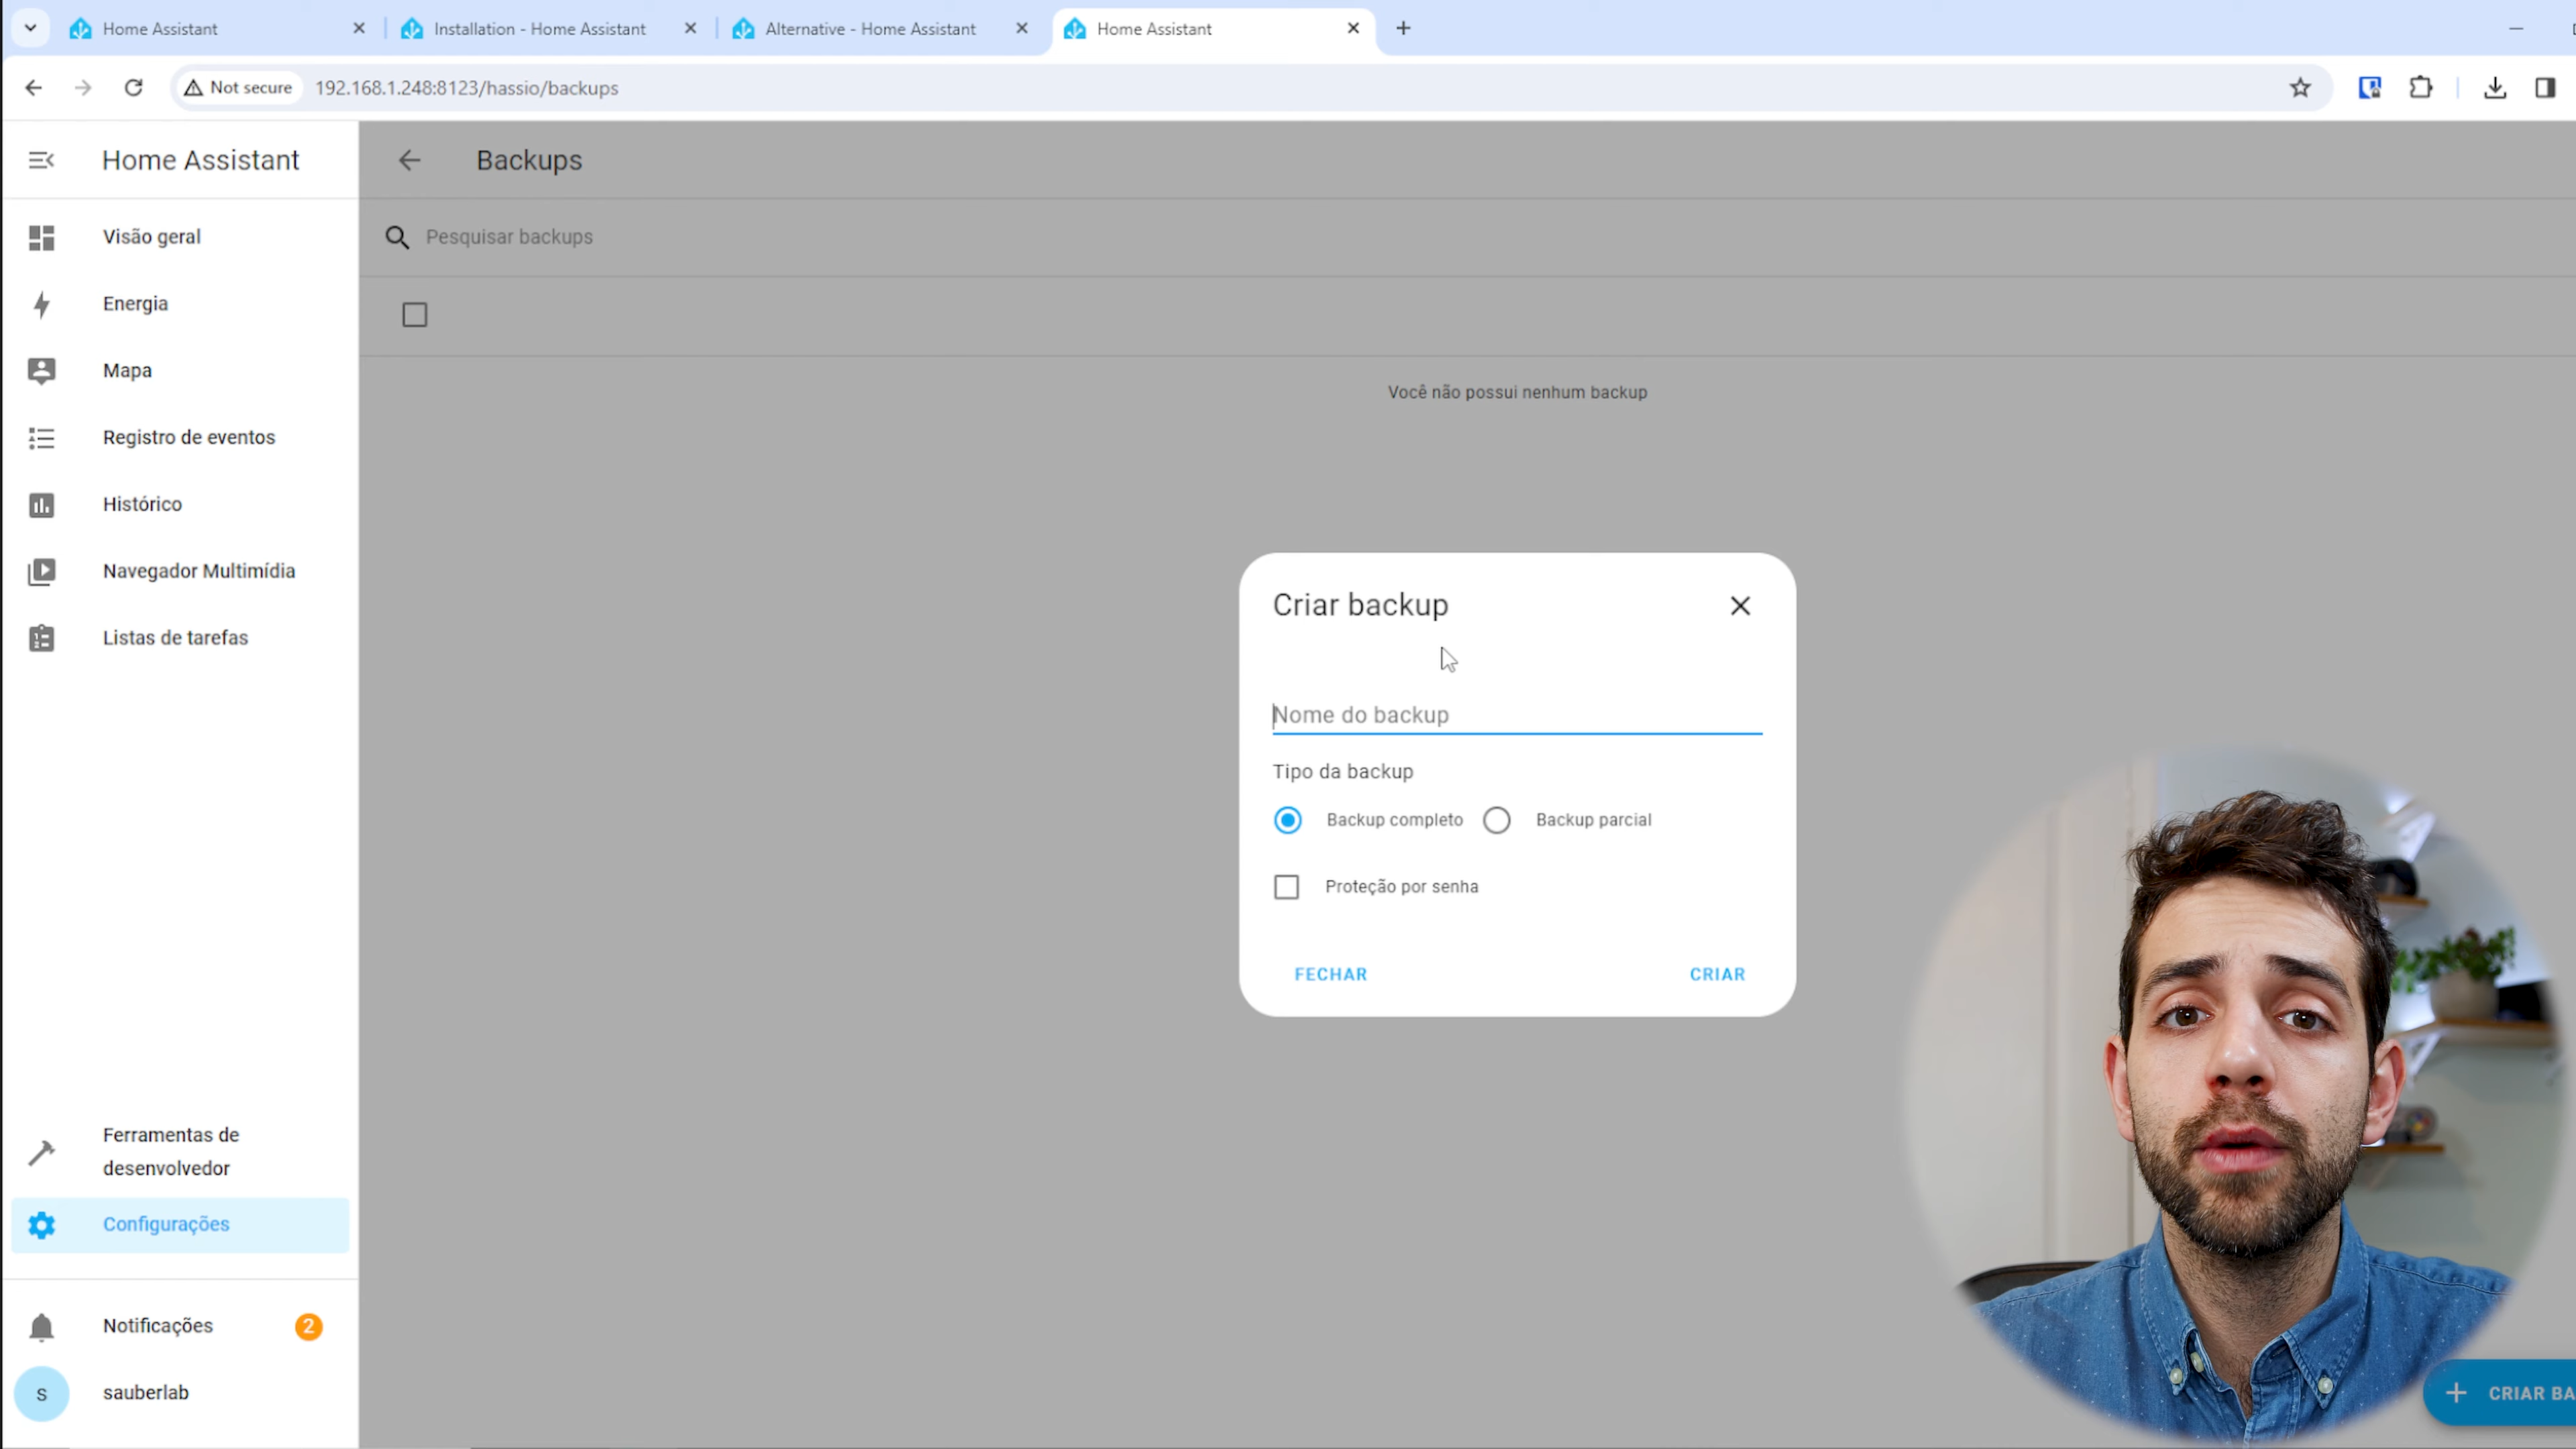 Home Assistant
Installation - Home Assistant
Alternative - Home Assistant
Home Assistant
Not secure
192.168.1.248:8123/hassio/backups
Home Assistant
Backups
Visão geral
Pesquisar backups
Energia
Mapa
Você não possui nenhum backup
Registro de eventos
Histórico
Navegador Multimídia
Listas de tarefas
Criar backup
Nome do backup
Tipo da backup
Backup completo
Backup parcial
Proteção por senha
FECHAR
CRIAR
Ferramentas de
desenvolvedor
Configurações
Notificações
2
S
sauberlab
CRIAR BA